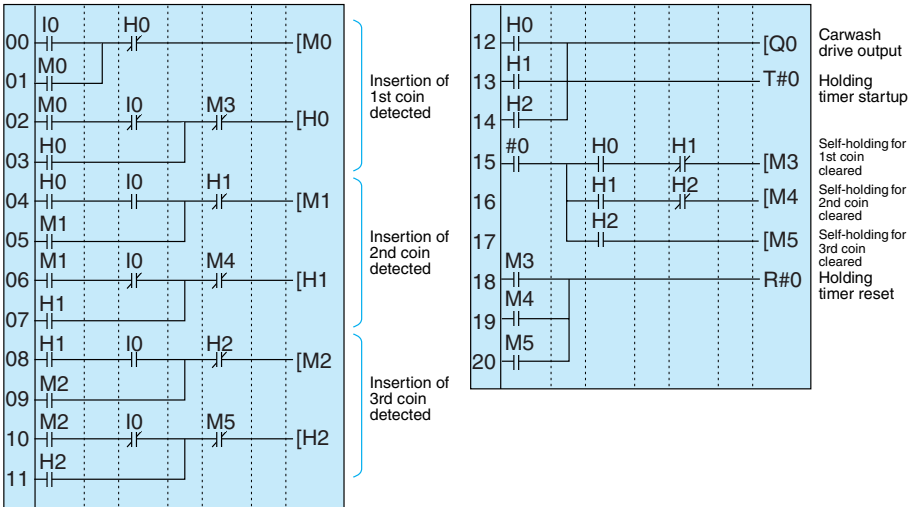 I0 H0
00 [M0
M0
01
M0 I0 M3
02 [H0
H0
03
H0 I0 H1
04 [M1
M1
05
M1 I0 M4
06 [H1
H1
07
H1 I0 H2
08 [M2
M2
09
M2 I0 M5
10 [H2
H2
11
Insertion of
1st coin
detected
Insertion of
2nd coin
detected
Insertion of
3rd coin
detected
H0
12 [Q0
H1
13 T#0
H2
14
#0 H0 H1
15 [M3
H1 H2
16 [M4
H2
17 [M5
M3
18 R#0
M4
19
M5
20
Carwash
drive output
Holding
timer startup
Self-holding for
1st coin
cleared
Self-holding for
2nd coin
cleared
Self-holding for
3rd coin
cleared
Holding
timer reset